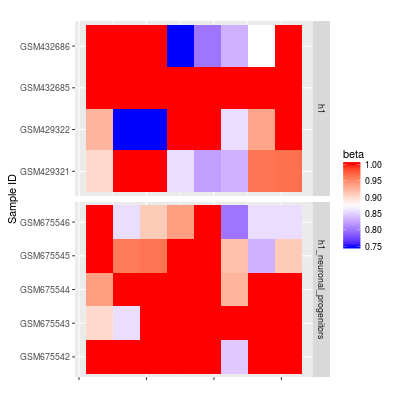 GSM432686
GSM432685
GSM429322
GSM429321
h1
GSM675546
GSM675545
GSM675544
GSM675543
GSM675542
h1_neuronal_progenitors
Sample ID
beta
1.00
0.95
0.90
0.85
0.80
0.75